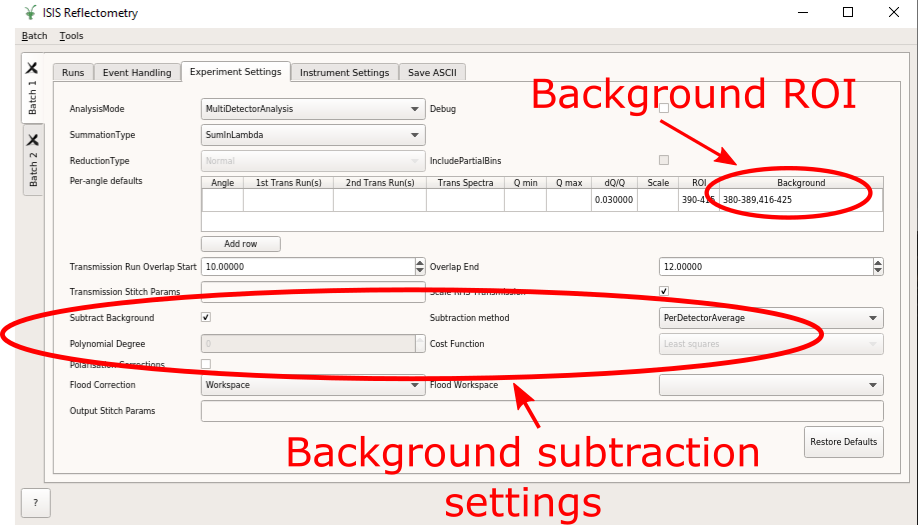 ISIS Reflectometry
Batch Tools
Batch 1
Batch 2
Runs Event Handling Experiment Settings Instrument Settings Save ASCII
Background ROI
AnalysisMode MultiDetectorAnalysis Debug
SummationType SumInLambda
ReductionType Normal IncludePartialBins
Per-angle defaults
Angle 1st Trans Run(s) 2nd Trans Run(s) Trans Spectra Q min Q max dQ/Q Scale ROI Background
0.030000 390-415 380-389,416-425
Add row
Transmission Run Overlap Start 10.00000 Overlap End 12.00000
Transmission Stitch Params Scale RHS Transmission
Subtract Background Subtraction method PerDetectorAverage
Polynomial Degree 0 Cost Function Least squares
Polarisation Corrections
Flood Correction Workspace Flood Workspace
Output Stitch Params
Restore Defaults
Background subtraction
settings
?